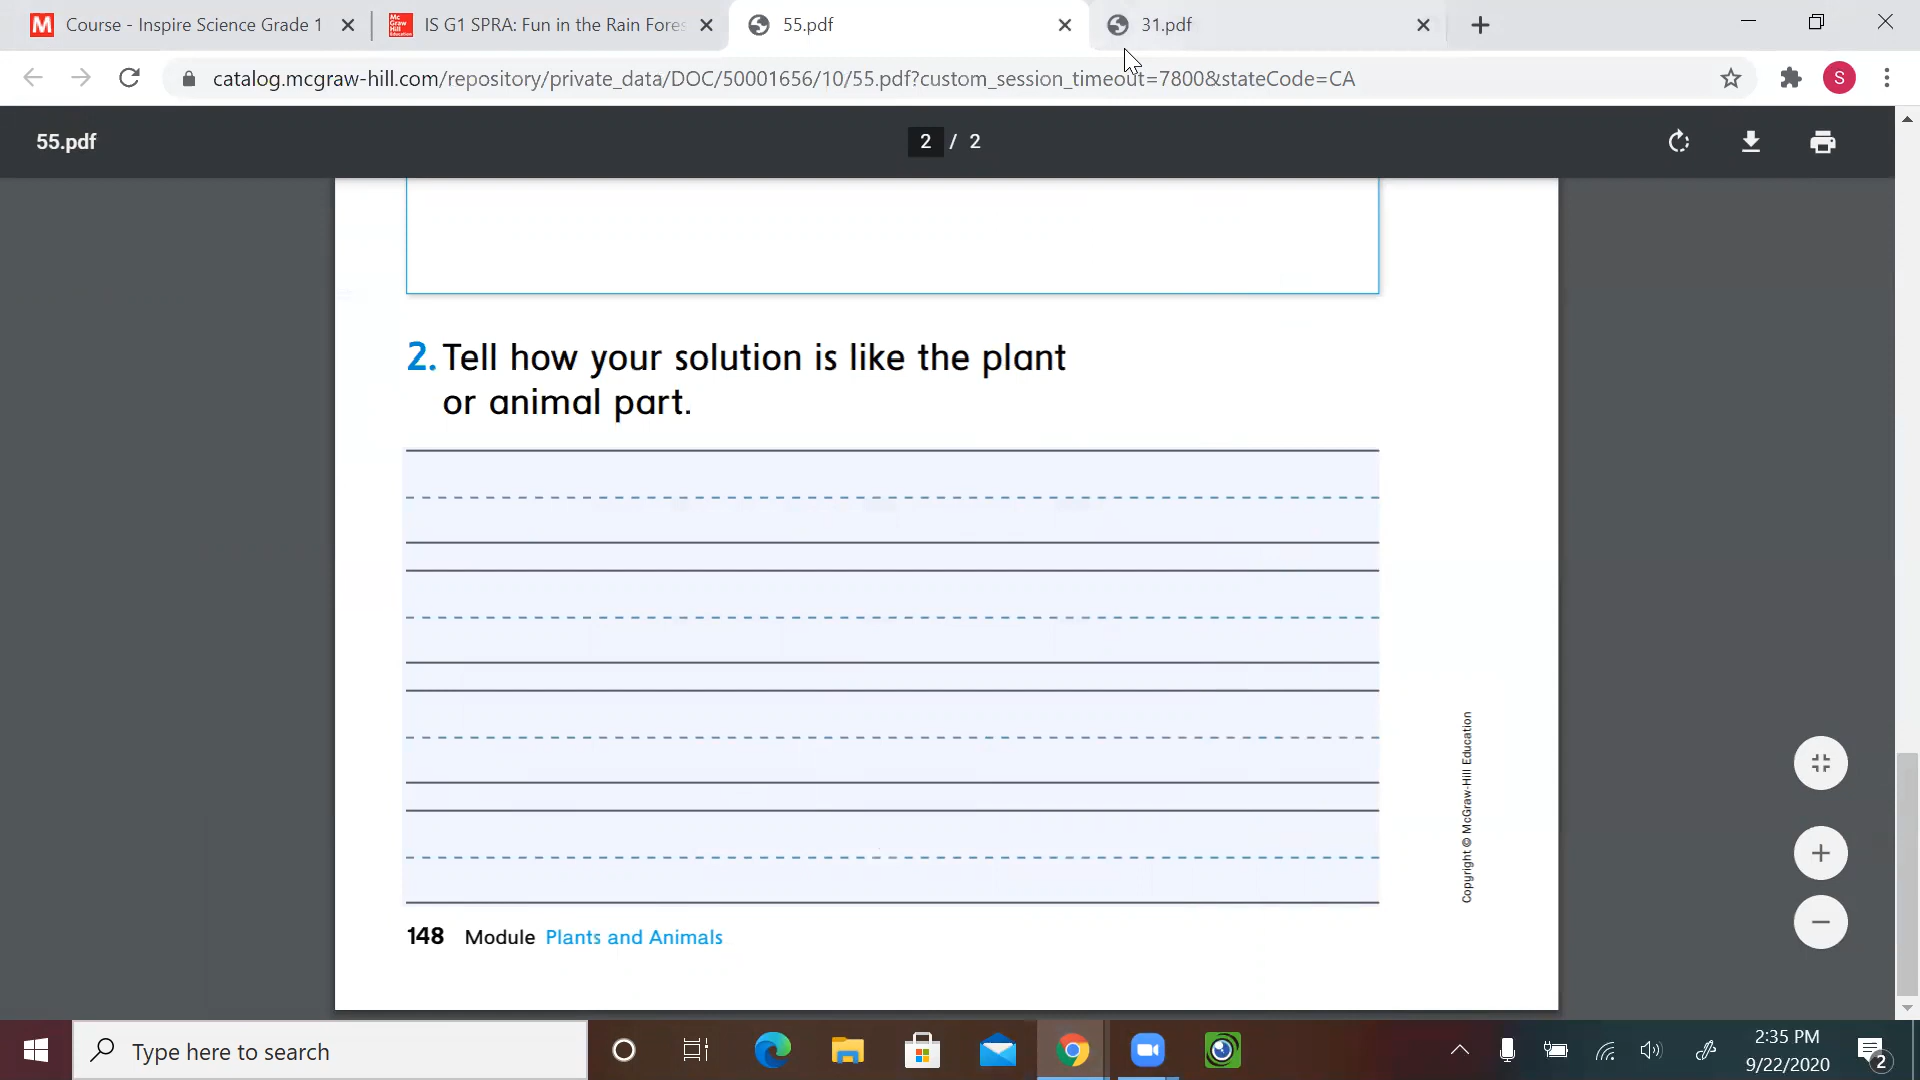 Course - Inspire Science Grade 1
IS G1 SPRA: Fun in the Rain Fores
55.pdf
31.pdf
catalog.mcgraw-hill.com/repository/private_data/DOC/50001656/10/55.pdf?custom_session_timeout=7800&stateCode=CA
S
55.pdf
2 / 2
2. Tell how your solution is like the plant
or animal part.
Copyright © McGraw-Hill Education
148 Module Plants and Animals
Type here to search
2:35 PM
9/22/2020
2